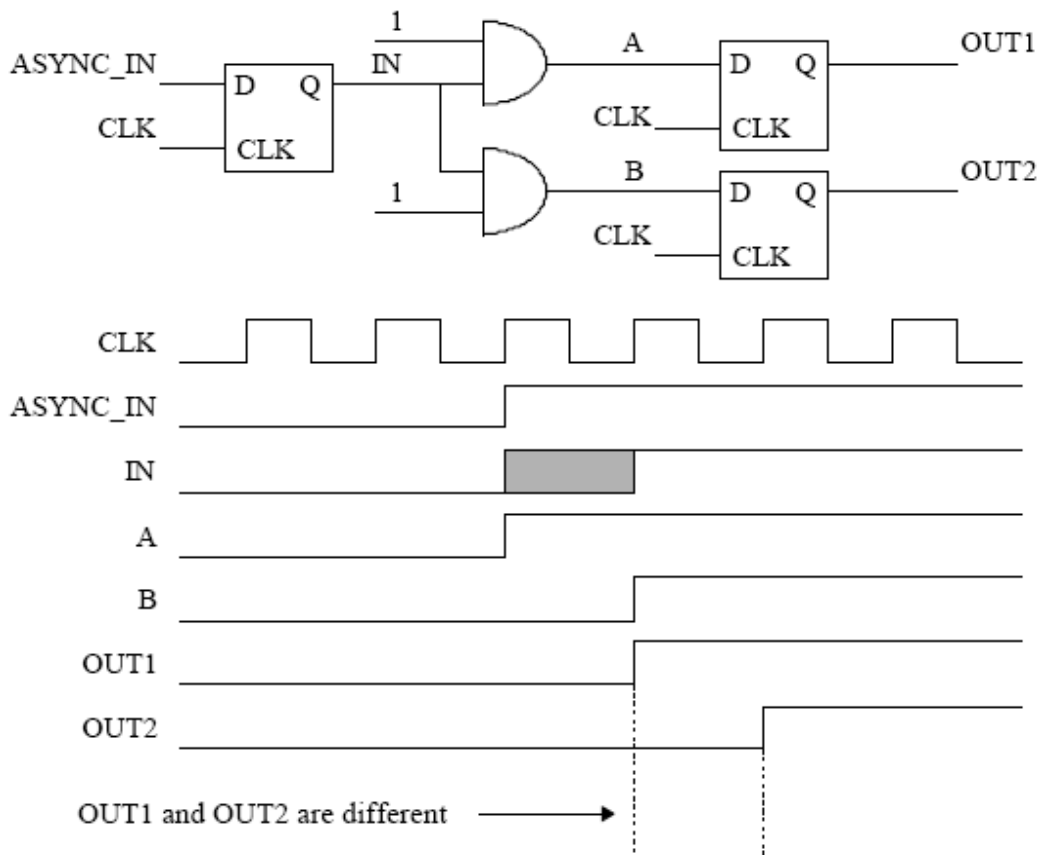 1
A
OUT1
ASYNC_IN
IN
D Q
D Q
CLK
CLK
CLK
CLK
B
OUT2
1
D Q
CLK
CLK
CLK
ASYNC_IN
IN
A
B
OUT1
OUT2
OUT1 and OUT2 are different